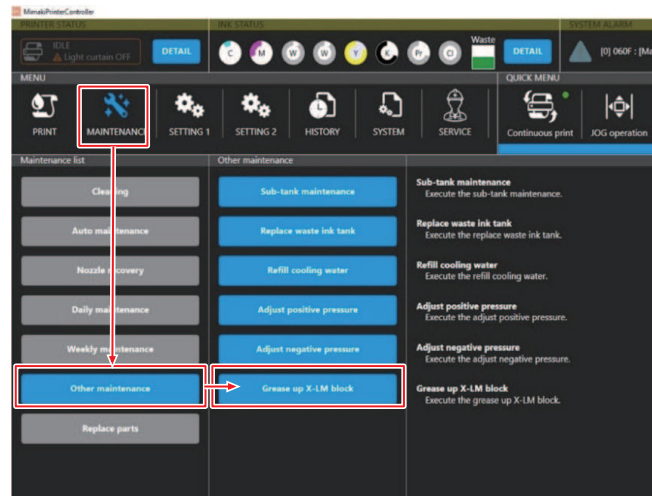 MimakiPrinterController
PRINTER STATUS
INK STATUS
SYSTEM ALARM
IDLE
Light curtain OFF
DETAIL
C
M
W
W
Y
K
Pr
Cl
Waste
DETAIL
[0] 060F : [Ma
MENU
QUICK MENU
PRINT
MAINTENANCE
SETTING 1
SETTING 2
HISTORY
SYSTEM
SERVICE
Continuous print
JOG operation
Maintenance list
Other maintenance
Cleaning
Sub-tank maintenance
Sub-tank maintenance
Execute the sub-tank maintenance.
Auto maintenance
Replace waste ink tank
Replace waste ink tank
Execute the replace waste ink tank.
Nozzle recovery
Refill cooling water
Refill cooling water
Execute the refill cooling water.
Daily maintenance
Adjust positive pressure
Adjust positive pressure
Execute the adjust positive pressure.
Weekly maintenance
Adjust negative pressure
Adjust negative pressure
Execute the adjust negative pressure.
Other maintenance
Grease up X-LM block
Grease up X-LM block
Execute the grease up X-LM block.
Replace parts